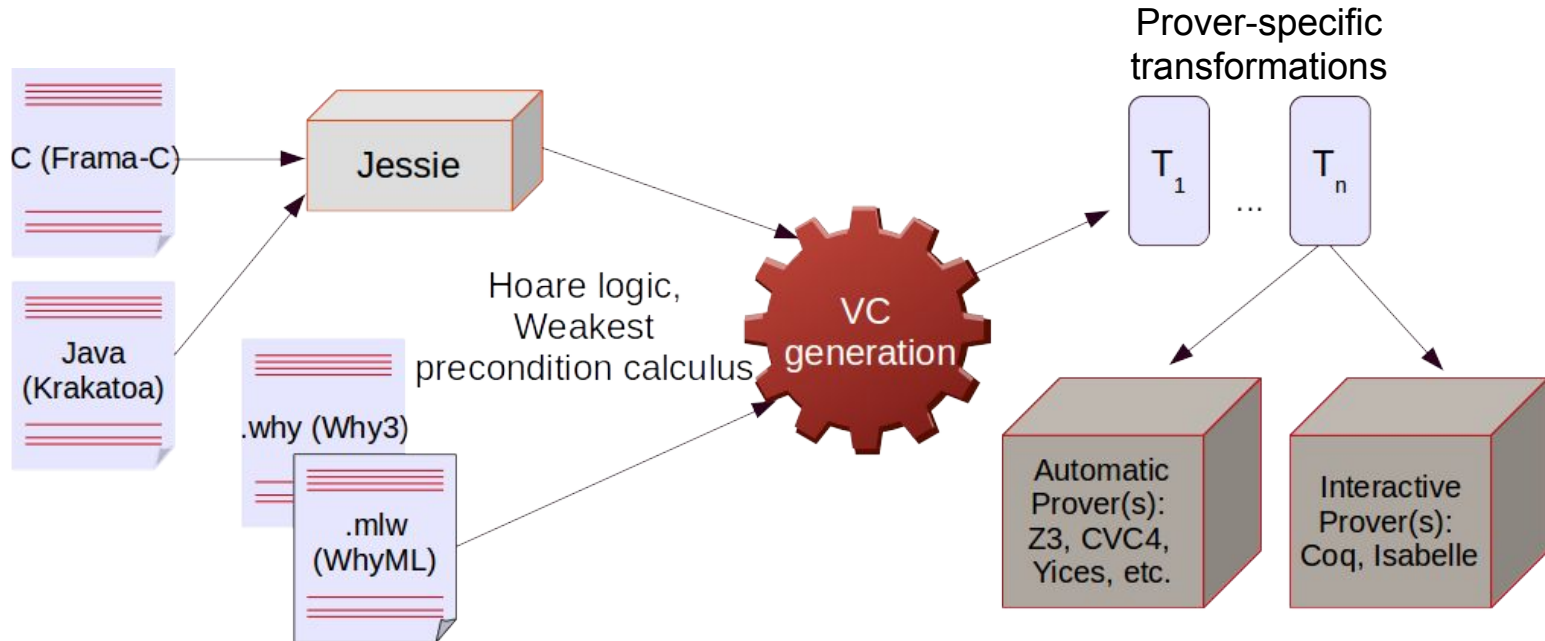 Prover-specific
transformations
C (Frama-C)
Jessie
T1
...
Tn
Java
(Krakatoa)
Hoare logic,
Weakest
precondition calculus
VC
generation
.why (Why3)
.mlw
(WhyML)
Automatic
Prover(s):
Z3, CVC4,
Yices, etc.
Interactive
Prover(s):
Coq, Isabelle